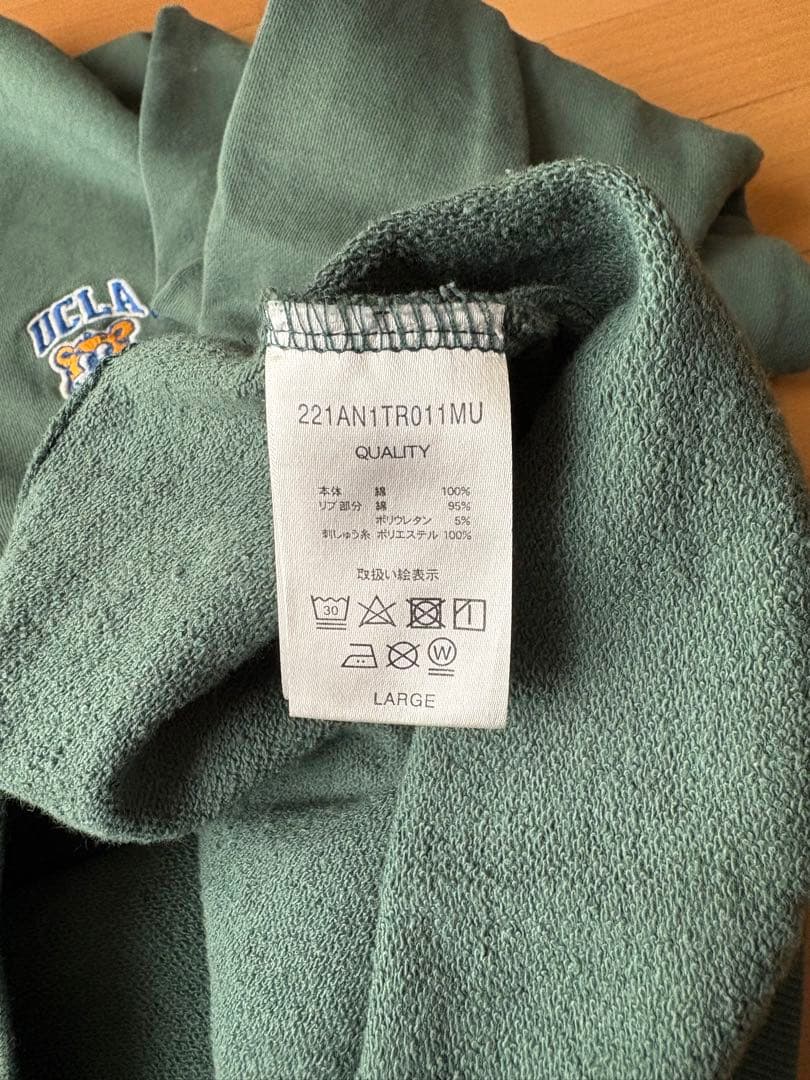 UCLA
221AN1TR011MU
QUALITY
本体 綿 100%
リブ部分 綿 95%
ポリウレタン 5%
刺しゅう糸 ポリエステル 100%
取扱い絵表示
30
W
LARGE